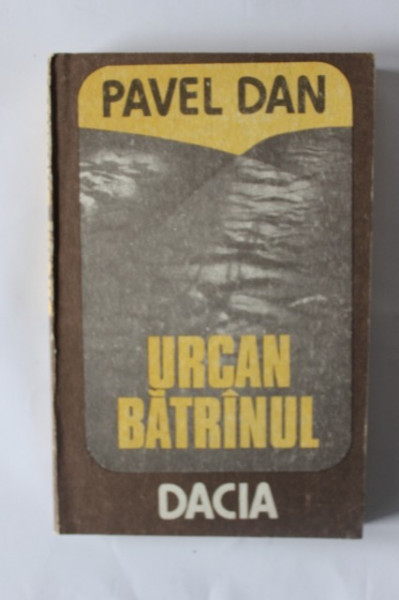 PAVEL DAN
URCAN
BĂTRÎNUL
DACIA